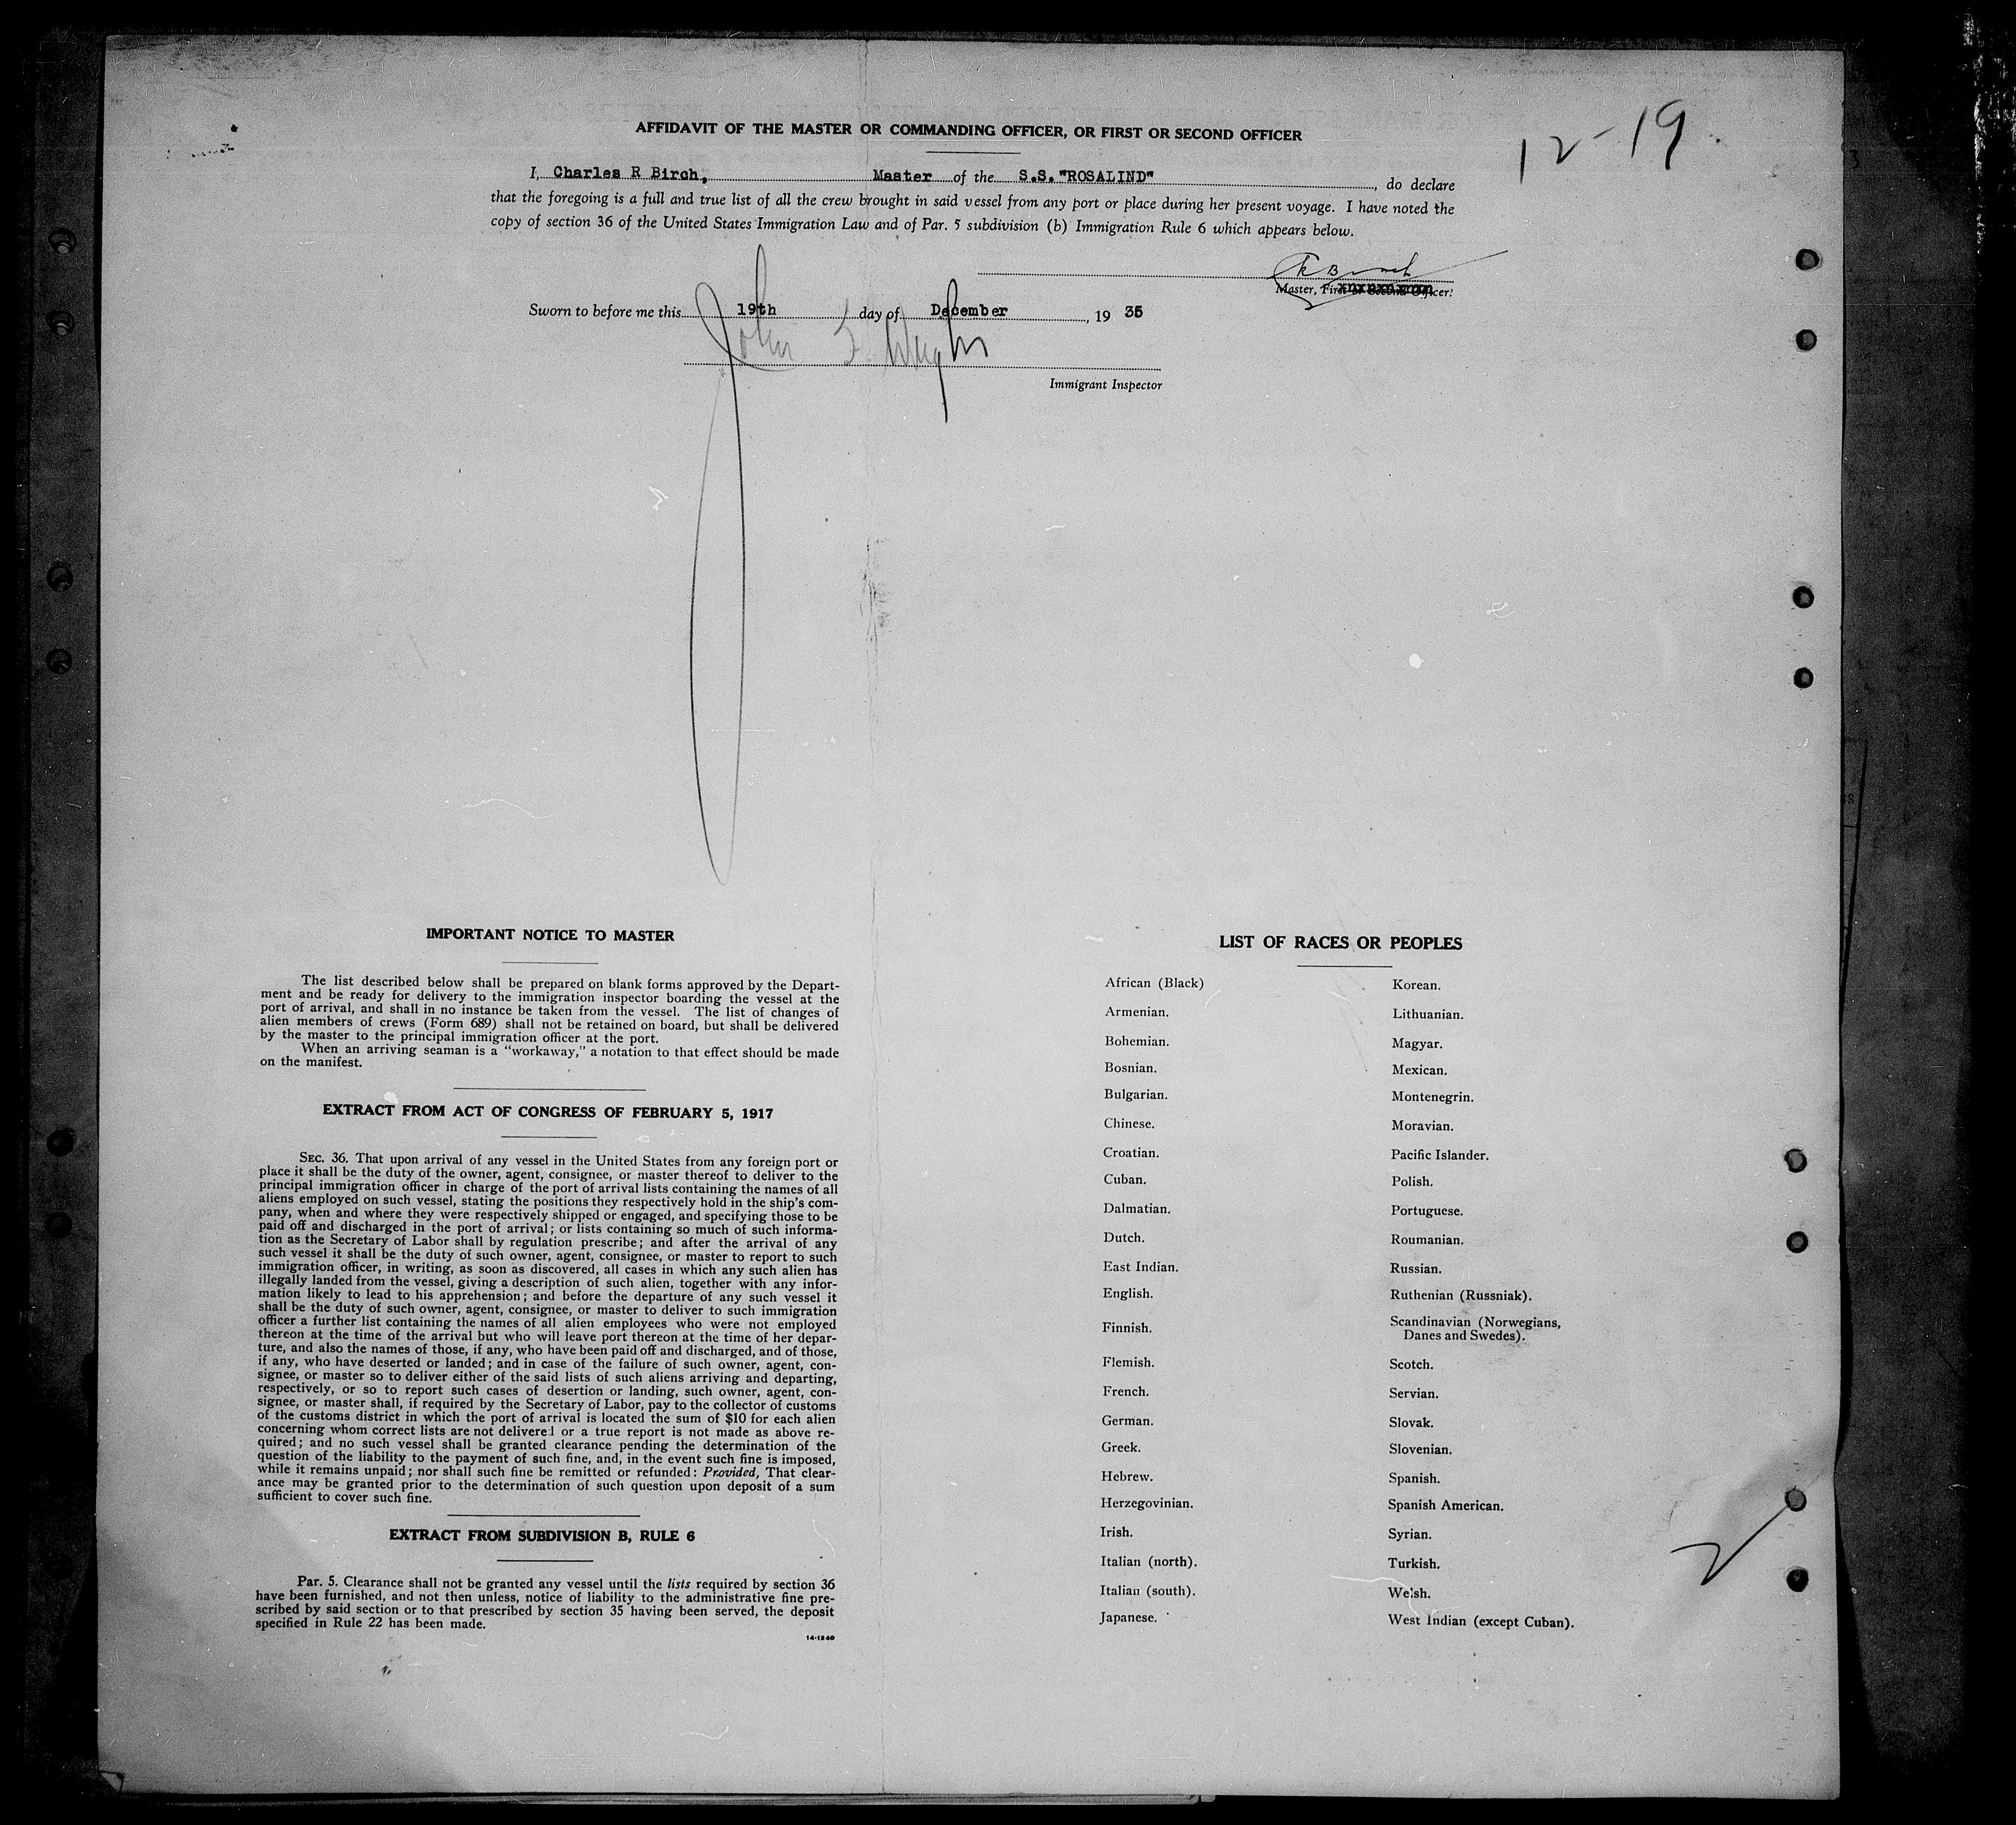 12-19
AFFIDAVIT OF THE MASTER OR COMMANDING OFFICER, OR FIRST OR SECOND OFFICER
I, Charles R Birch, Master of the S.S. "ROSALIND", do declare
that the foregoing is a full and true list of all the crew brought in said vessel from any port or place during her present voyage. I have noted the
copy of section 36 of the United States Immigration Law and of Par. 5 subdivision (b) Immigration Rule 6 which appears below.
Master, First or Second Officer.
Sworn to before me this 19th day of December, 19 35
John
Immigrant Inspector
IMPORTANT NOTICE TO MASTER
The list described below shall be prepared on blank forms approved by the Depart-
ment and be ready for delivery to the immigration inspector boarding the vessel at the
port of arrival, and shall in no instance be taken from the vessel. The list of changes of
alien members of crews (Form 689) shall not be retained on board, but shall be delivered
by the master to the principal immigration officer at the port.
When an arriving seaman is a "workaway," a notation to that effect should be made
on the manifest.
EXTRACT FROM ACT OF CONGRESS OF FEBRUARY 5, 1917
SEC. 36. That upon arrival of any vessel in the United States from any foreign port or
place it shall be the duty of the owner, agent, consignee, or master thereof to deliver to the
principal immigration officer in charge of the port of arrival lists containing the names of all
aliens employed on such vessel, stating the positions they respectively hold in the ship's com-
pany, when and where they were respectively shipped or engaged, and specifying those to be
paid off and discharged in the port of arrival; or lists containing so much of such informa-
tion as the Secretary of Labor shall by regulation prescribe; and after the arrival of any
such vessel it shall be the duty of such owner, agent, consignee, or master to report to such
immigration officer, in writing, as soon as discovered, all cases in which any such alien has
illegally landed from the vessel, giving a description of such alien, together with any infor-
mation likely to lead to his apprehension; and before the departure of any such vessel it
shall be the duty of such owner, agent, consignee, or master to deliver to such immigration
officer a further list containing the names of all alien employees who were not employed
thereon at the time of the arrival but who will leave port thereon at the time of her depar-
ture, and also the names of those, if any, who have been paid off and discharged, and of those,
if any, who have deserted or landed; and in case of the failure of such owner, agent, con-
signee, or master so to deliver either of the said lists of such aliens arriving and departing,
respectively, or so to report such cases of desertion or landing, such owner, agent, con-
signee, or master shall, if required by the Secretary of Labor, pay to the collector of customs
of the customs district in which the port of arrival is located the sum of $10 for each alien
concerning whom correct lists are not delivered or a true report is not made as above re-
quired; and no such vessel shall be granted clearance pending the determination of the
question of the liability to the payment of such fine, and, in the event such fine is imposed,
while it remains unpaid; nor shall such fine be remitted or refunded: Provided, That clear-
ance may be granted prior to the determination of such question upon deposit of a sum
sufficient to cover such fine.
EXTRACT FROM SUBDIVISION B, RULE 6
Par. 5. Clearance shall not be granted any vessel until the lists required by section 36
have been furnished, and not then unless, notice of liability to the administrative fine pre-
scribed by said section or to that prescribed by section 35 having been served, the deposit
specified in Rule 22 has been made.
14-1240
LIST OF RACES OR PEOPLES
African (Black)
Armenian.
Bohemian.
Bosnian.
Bulgarian.
Chinese.
Croatian.
Cuban.
Dalmatian.
Dutch.
East Indian.
English.
Finnish.
Flemish.
French.
German.
Greek.
Hebrew.
Herzegovinian.
Irish.
Italian (north).
Italian (south).
Japanese.
Korean.
Lithuanian.
Magyar.
Mexican.
Montenegrin.
Moravian.
Pacific Islander.
Polish.
Portuguese.
Roumanian.
Russian.
Ruthenian (Russniak).
Scandinavian (Norwegians,
Danes and Swedes).
Scotch.
Servian.
Slovak.
Slovenian.
Spanish.
Spanish American.
Syrian.
Turkish.
Welsh.
West Indian (except Cuban).